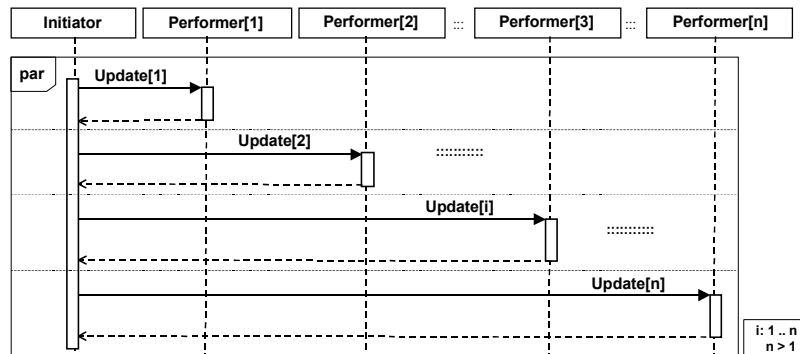 Initiator
Performer[1]
Performer[2]
:::
Performer[3]
:::
Performer[n]
par
Update[1]
Update[2]
:::::::::::
Update[i]
:::::::::::
Update[n]
i: 1 .. n
n > 1